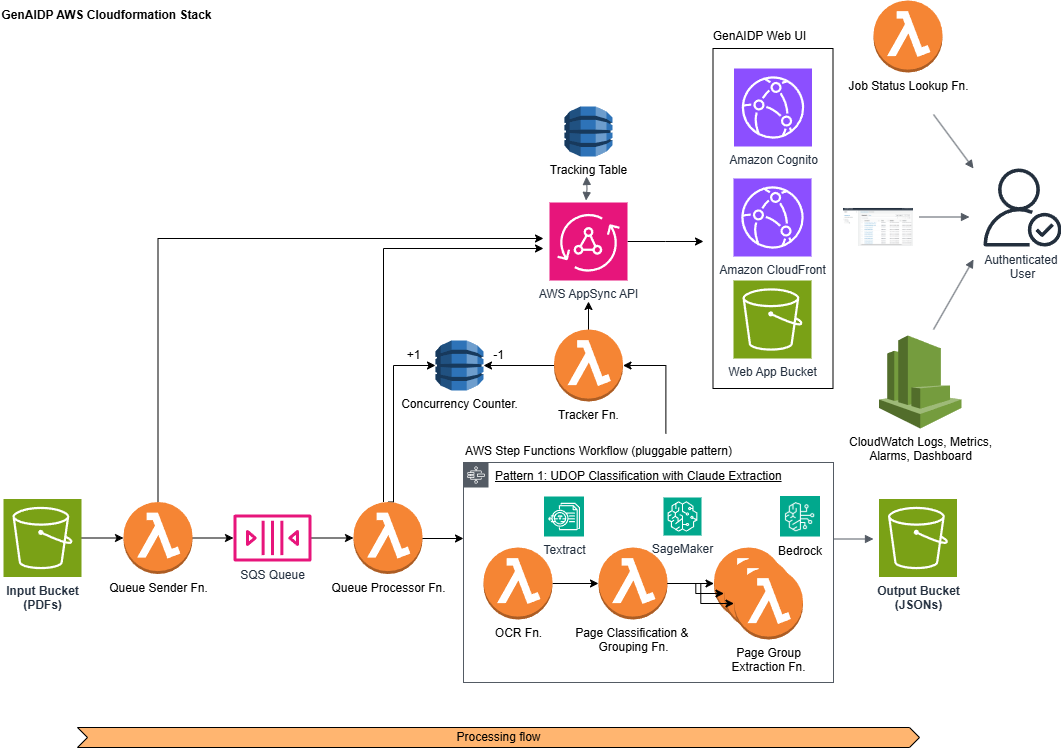 GenAIDP AWS Cloudformation Stack
GenAIDP Web UI
Job Status Lookup Fn.
Amazon Cognito
Tracking Table
Amazon CloudFront
Authenticated
User
AWS AppSync API
Web App Bucket
+1
-1
Concurrency Counter.
Tracker Fn.
CloudWatch Logs, Metrics,
Alarms, Dashboard
AWS Step Functions Workflow (pluggable pattern)
Pattern 1: UDOP Classification with Claude Extraction
Textract
SageMaker
Bedrock
Input Bucket
(PDFs)
Queue Sender Fn.
SQS Queue
Queue Processor Fn.
OCR Fn.
Page Classification &
Grouping Fn.
Page Group
Extraction Fn.
Output Bucket
(JSONs)
Processing flow